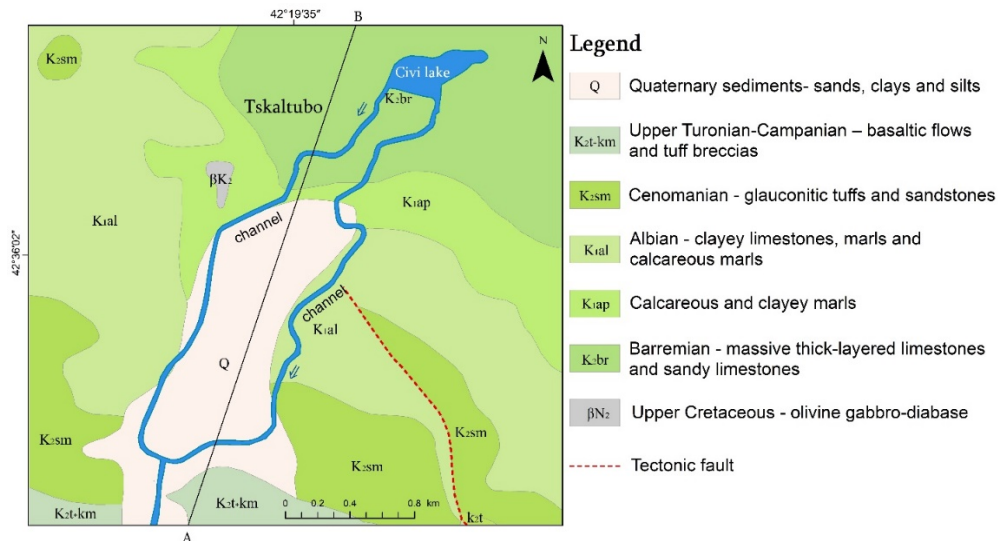 42°19'35"
B
K₂sm
N
Civi lake
K₂br
Tskaltubo
βK₂
K₁al
K₁ap
channel
42°36'02"
channel
K₁al
Q
K₂sm
K₂sm
K₂sm
K₂t-km
K₂t-km
0 0.2 0.4 0.8 km
k₂t
A
Legend
Q Quaternary sediments- sands, clays and silts
K₂t-km Upper Turonian-Campanian – basaltic flows
and tuff breccias
K₂sm Cenomanian - glauconitic tuffs and sandstones
K₁al Albian - clayey limestones, marls and
calcareous marls
K₁ap Calcareous and clayey marls
K₂br Barremian - massive thick-layered limestones
and sandy limestones
βN₂ Upper Cretaceous - olivine gabbro-diabase
Tectonic fault